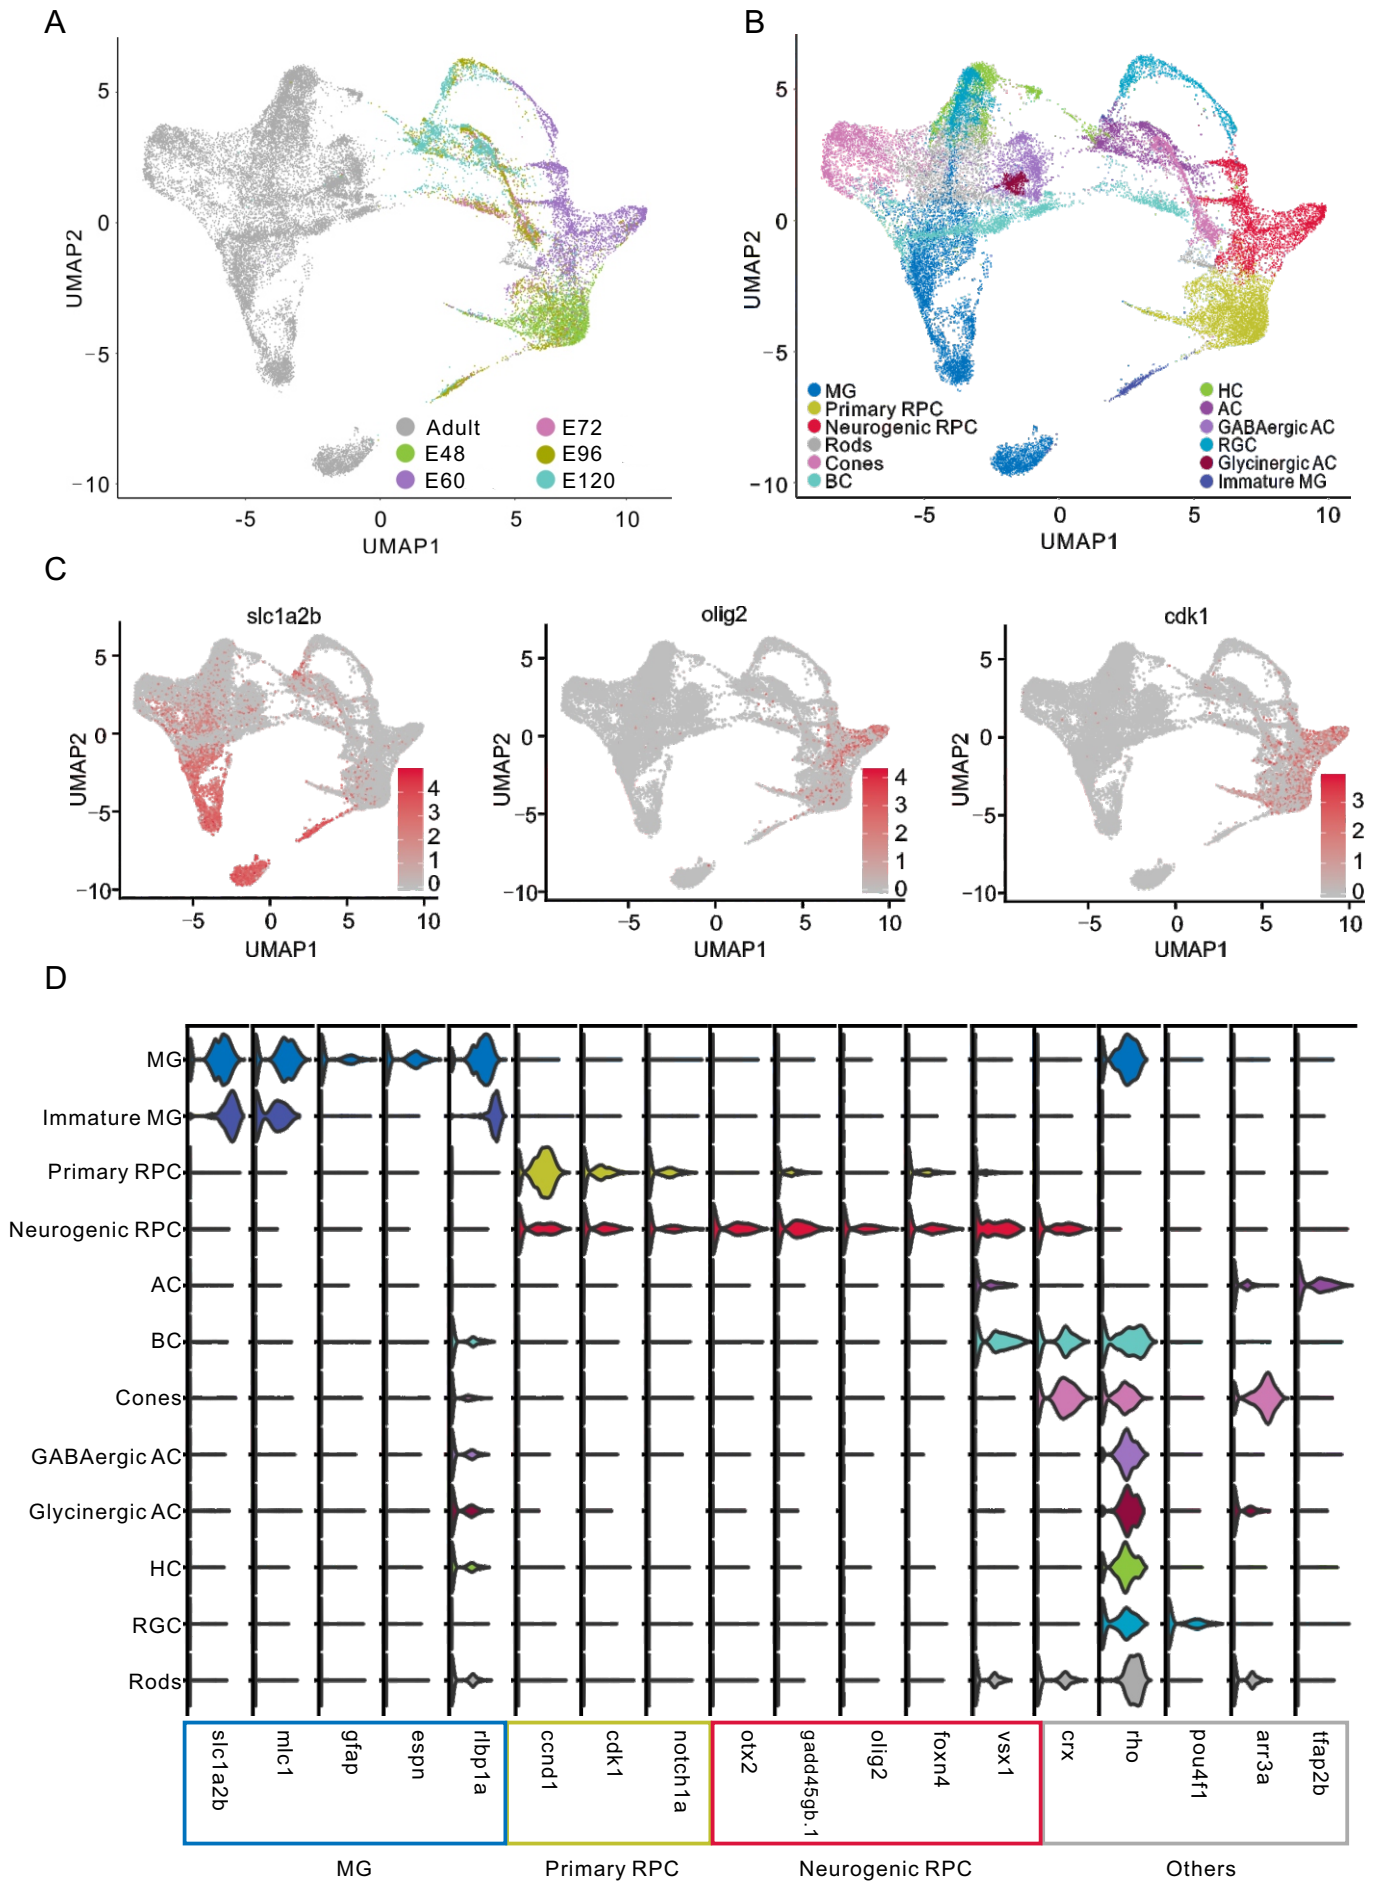 A
5
0
−5
−10
UMAP2
-5
0
5
10
UMAP1
Adult
E48
E60
E72
E96
E120
B
5
0
−5
−10
UMAP2
-5
0
5
10
UMAP1
MG
Primary RPC
Neurogenic RPC
Rods
Cones
BC
HC
AC
GABAergic AC
RGC
Glycinergic AC
Immature MG
C
slc1a2b
5
0
−5
−10
UMAP2
−5
0
5
10
UMAP1
4
3
2
1
0
olig2
5
0
−5
−10
UMAP2
−5
0
5
10
UMAP1
4
3
2
1
0
cdk1
5
0
−5
−10
UMAP2
−5
0
5
10
UMAP1
3
2
1
0
D
MG
Immature MG
Primary RPC
Neurogenic RPC
AC
BC
Cones
GABAergic AC
Glycinergic AC
HC
RGC
Rods
slc1a2b
mlc1
gfap
espn
rlbp1a
ccnd1
cdk1
notch1a
otx2
gadd45gb.1
olig2
foxn4
vsx1
crx
rho
pou4f1
arr3a
tfap2b
MG
Primary RPC
Neurogenic RPC
Others